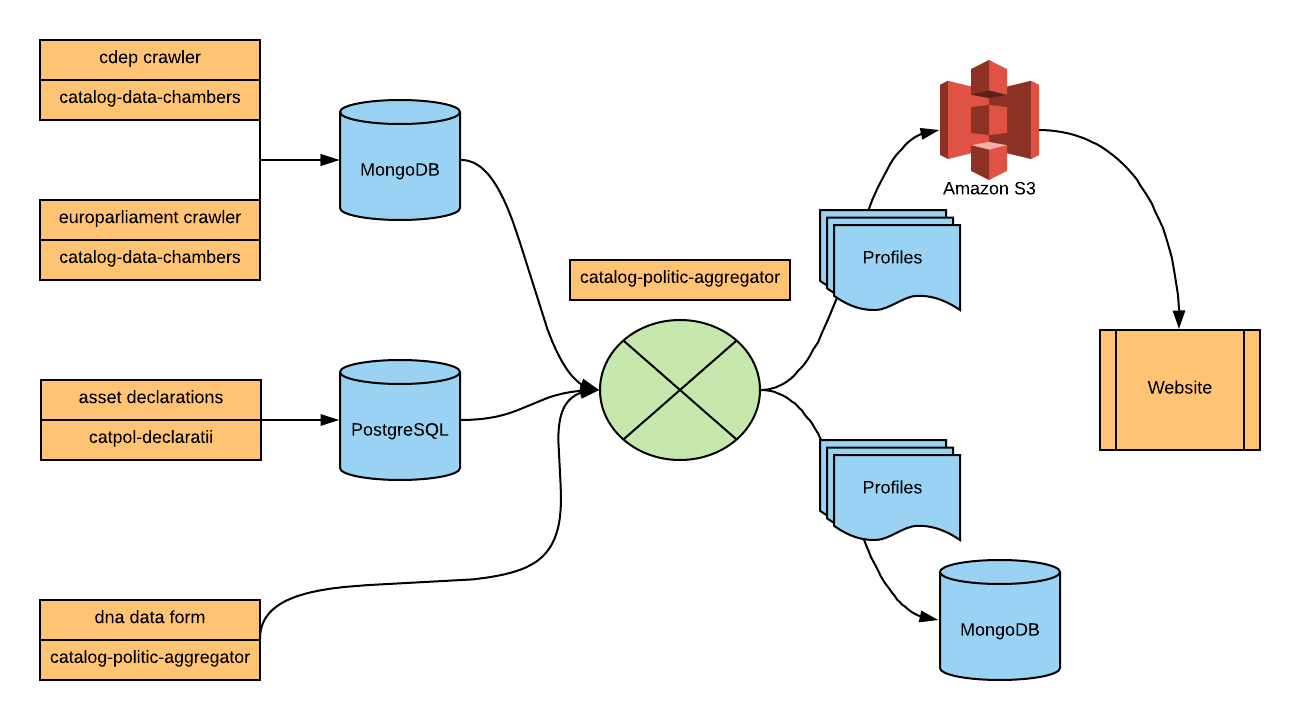 cdep crawler
catalog-data-chambers
europarliament crawler
catalog-data-chambers
asset declarations
catpol-declaratii
dna data form
catalog-politic-aggregator
MongoDB
PostgreSQL
catalog-politic-aggregator
Profiles
Profiles
Amazon S3
MongoDB
Website